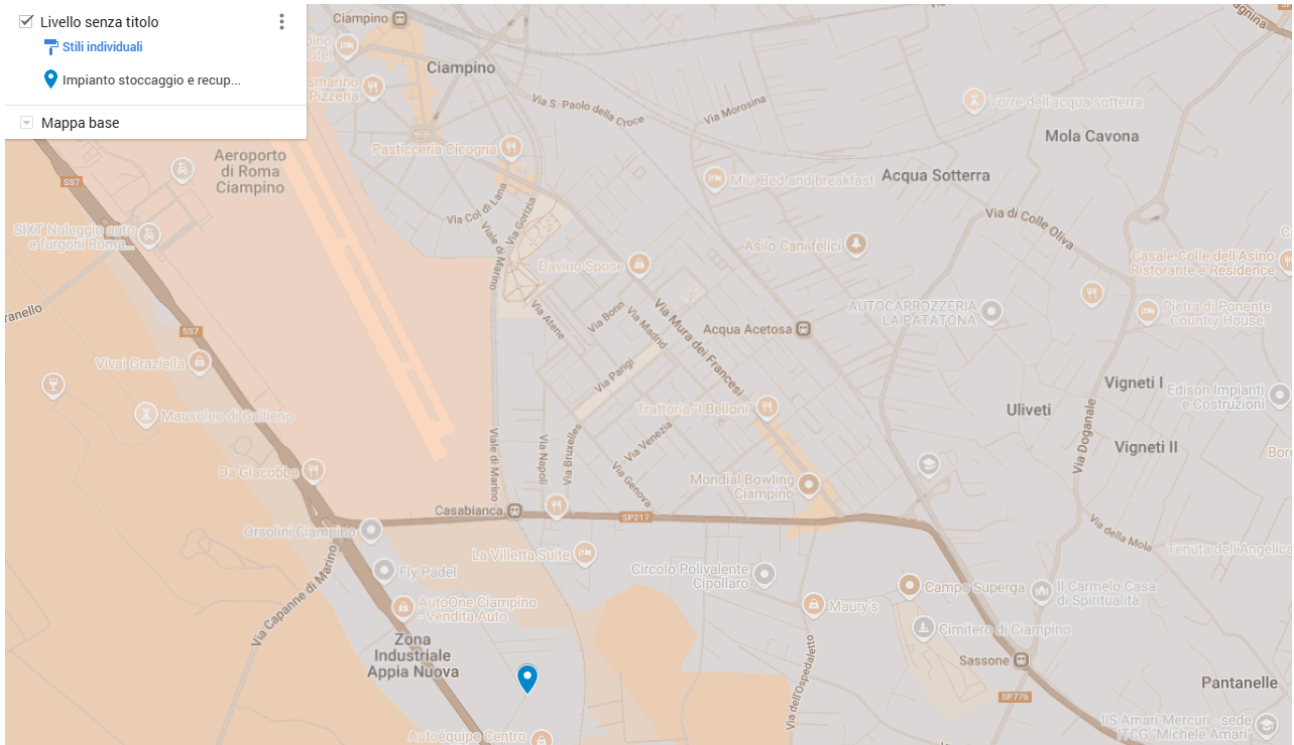 Livello senza titolo
Stili individuali
Impianto stoccaggio e recup...
Mappa base
Ciampino
Ciampino
Pizzeria
Aeroporto
di Roma
Ciampino
SS7
SIXT Noleggio auto
e furgoni Roma...
SS7
Vivai Graziella
Mausoleo di Gallieno
Da Giacobbe
Orsolini Ciampino
Fly Padel
AutoOne Ciampino
- Vendita Auto
Via Capanne di Marino
Zona
Industriale
Appia Nuova
Autoéquipe Centro
Pasticceria Cicogna
Via S. Paolo della Croce
Via Morosina
Via Col di Lana
Via Gorizia
Viale di Marino
Miu' Bed and breakfast
Torre dell acqua sotterra
Mola Cavona
Acqua Sotterra
Via di Colle Oliva
Asilo Cani felici
Davino Spose
Casale Colle dell'Asino
Ristorante e Residence
Via Atene
Via Bonn
Via Madrid
Via Mura dei Francesi
Acqua Acetosa
AUTOCARROZZERIA
LA PATATONA
Pietra di Ponente
- Country House
Via Parigi
Trattoria "I Belloni"
Vigneti I
Edison Impianti
e Costruzioni
Uliveti
Via Doganale
Vigneti II
Viale di Marino
Via Napoli
Via Bruxelles
Via Venezia
Via Genova
Mondial Bowling
Ciampino
Casabianca
SP217
La Villetta Suite
Circolo Polivalente
Cipollaro
Via della Mola
Tenuta dell'Angelica
Maury's
Campo Superga
Il Carmelo Casa
di Spiritualità
Cimitero di Ciampino
Via dell'Ospedaletto
Sassone
SP77b
Pantanelle
IIS Amari-Mercuri - sede
ITCG "Michele Amari"